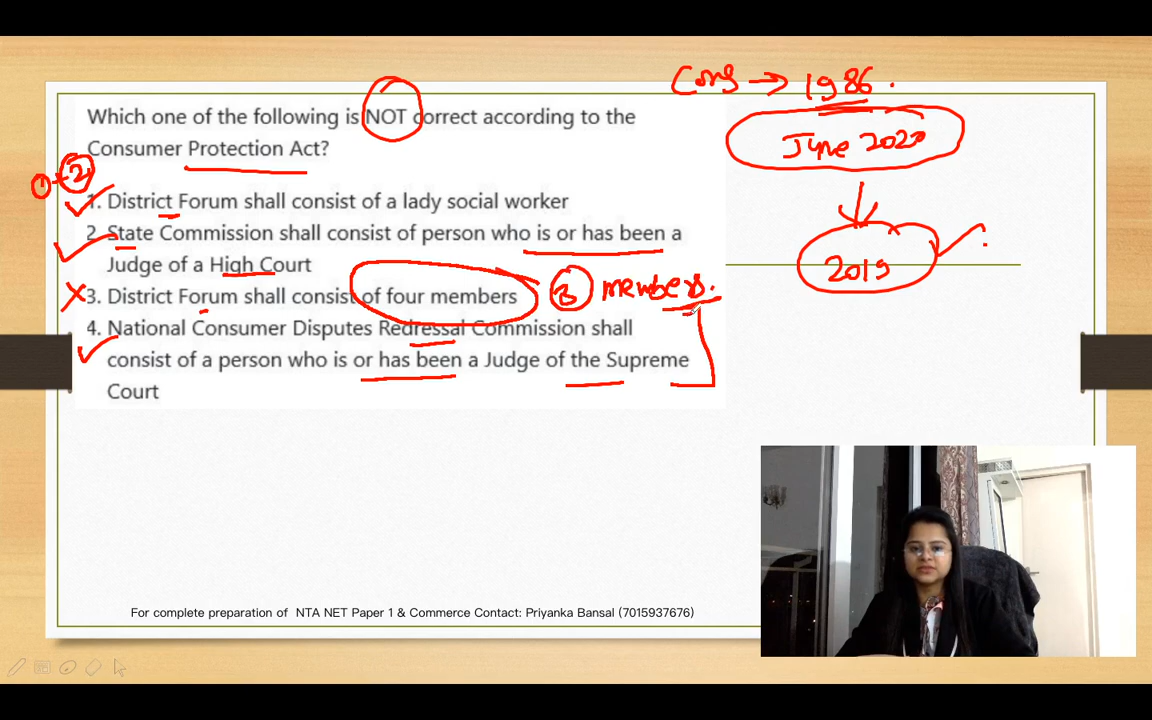 Cons → 1986.
Which one of the following is NOT correct according to the
Consumer Protection Act?
June 2020
1+2
1. District Forum shall consist of a lady social worker
2. State Commission shall consist of person who is or has been a
Judge of a High Court
2019
3. District Forum shall consist of four members
③ members.
4. National Consumer Disputes Redressal Commission shall
consist of a person who is or has been a Judge of the Supreme
Court
For complete preparation of NTA NET Paper 1 & Commerce Contact: Priyanka Bansal (7015937676)